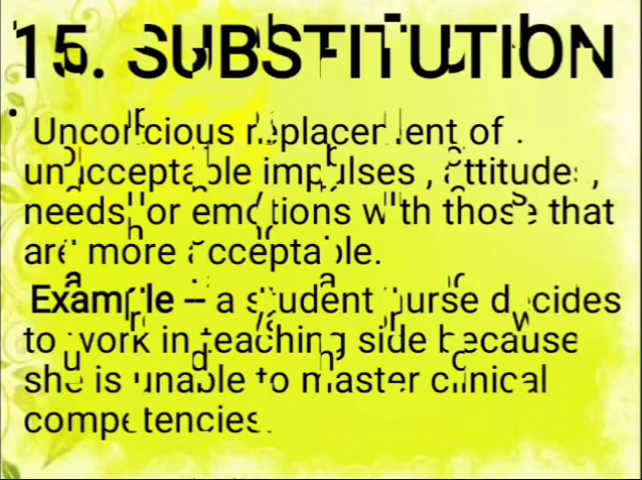 15. SUBSTITUTION
Unconscious replacement of
unacceptable impulses , attitudes ,
needs or emotions with those that
are more acceptable.
Example – a student nurse decides
to work in teaching side because
she is unable to master clinical
competencies.